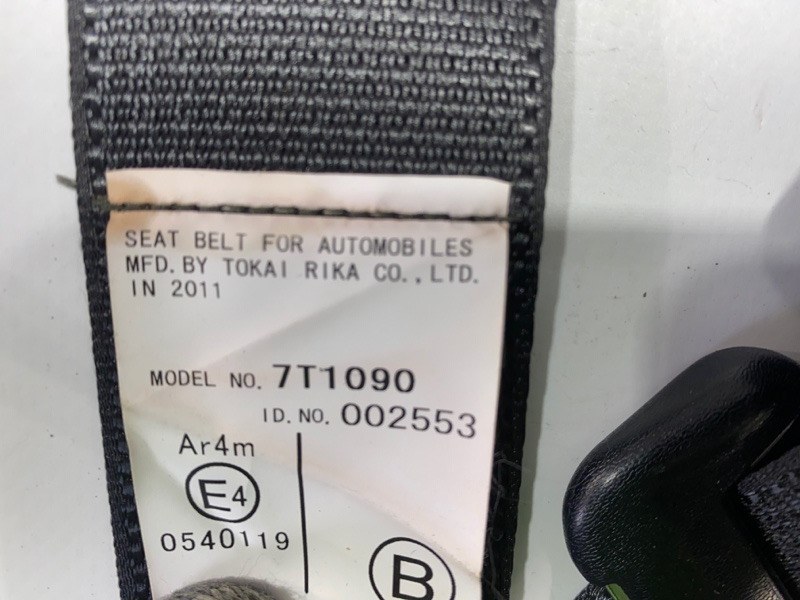 SEAT BELT FOR AUTOMOBILES
MFD. BY TOKAI RIKA CO., LTD.
IN 2011
MODEL NO. 7T1090
ID. NO. 002553
Ar4m
E4
0540119
B